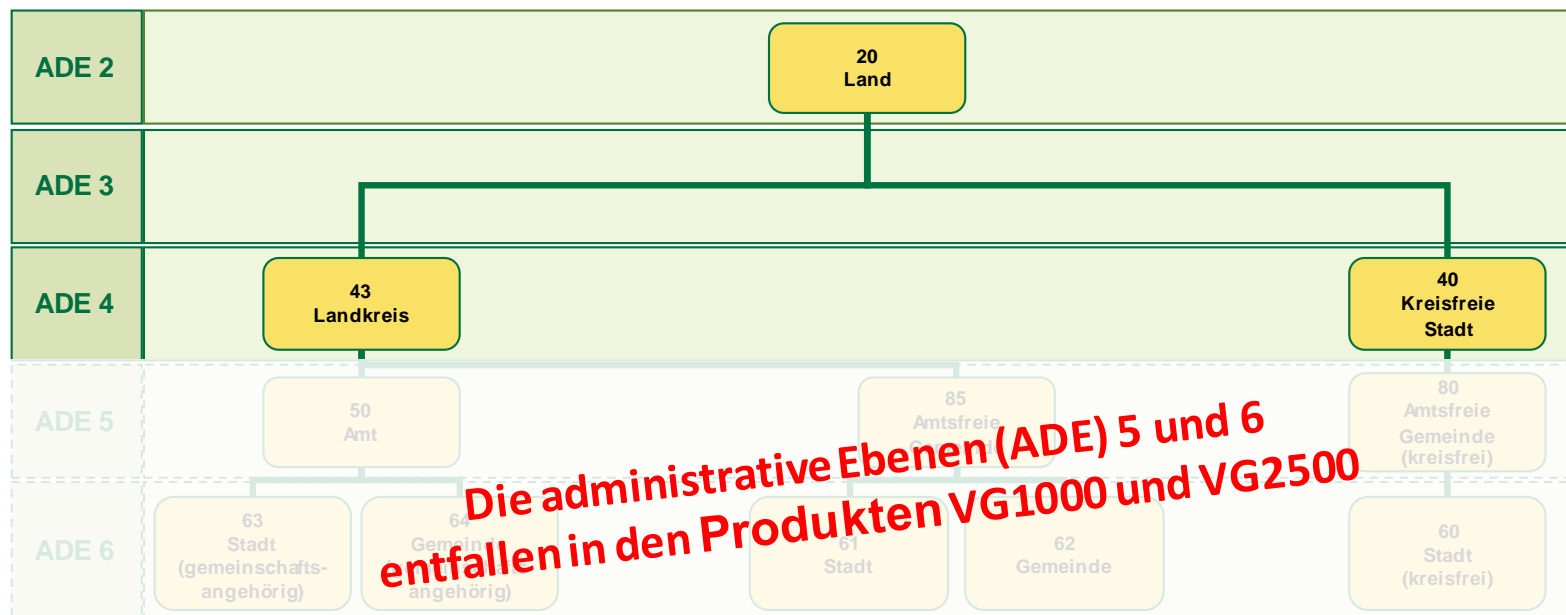 ADE 2
20
Land
ADE 3
ADE 4
43
Landkreis
40
Kreisfreie
Stadt
ADE 5
50
Amt
85
Amtsfreie
80
Amtsfreie
Gemeinde
(kreisfrei)
Die administrative Ebenen (ADE) 5 und 6
entfallen in den Produkten VG1000 und VG2500
ADE 6
63
Stadt
(gemeinschafts-
angehörig)
64
Gemeinde
angehörig)
61
Stadt
62
Gemeinde
60
Stadt
(kreisfrei)